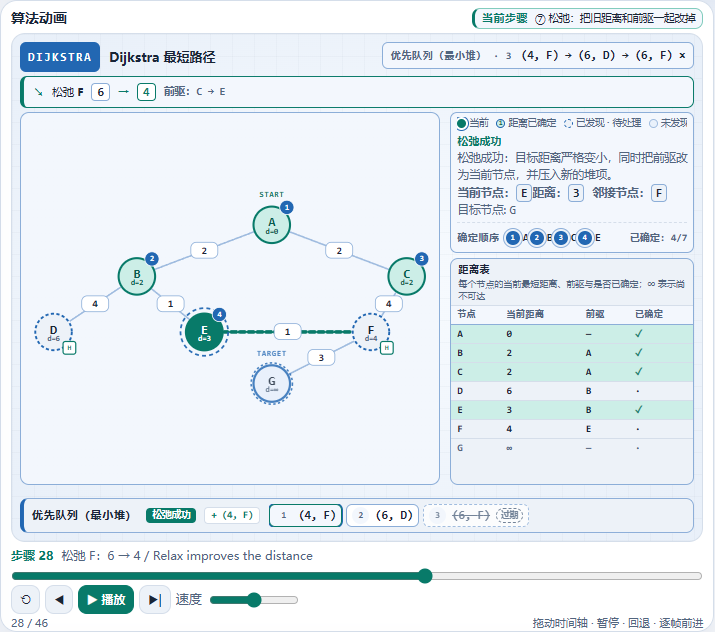 算法动画
当前步骤 ⑦ 松弛：把旧距离和前驱一起改掉
DIJKSTRA Dijkstra 最短路径
优先队列（最小堆） · 3 (4, F) → (6, D) → (6, F) ×
↘ 松弛 F 6 → 4 前驱：C → E
START
A
d=0
1
B
d=2
2
C
d=2
3
2
2
4
1
4
D
d=6
H
E
d=3
4
1
F
d=4
H
TARGET
3
G
d=∞
当前 距离已确定 已发现 · 待处理 未发现
松弛成功
松弛成功：目标距离严格变小，同时把前驱改
为当前节点，并压入新的堆项。
当前节点： E 距离： 3 邻接节点： F
目标节点: G
确定顺序 1 A 2 B 3 C 4 E 已确定: 4/7
距离表
每个节点的当前最短距离、前驱与是否已确定；∞ 表示尚
不可达
节点 当前距离 前驱 已确定
A 0 — ✓
B 2 A ✓
C 2 A ✓
D 6 B ·
E 3 B ✓
F 4 E ·
G ∞ — ·
优先队列（最小堆） 松弛成功 + (4, F) 1 (4, F) 2 (6, D) 3 (6, F) 过期
步骤 28 松弛 F：6 → 4 / Relax improves the distance
播放 速度
28 / 46
拖动时间轴 · 暂停 · 回退 · 逐帧前进